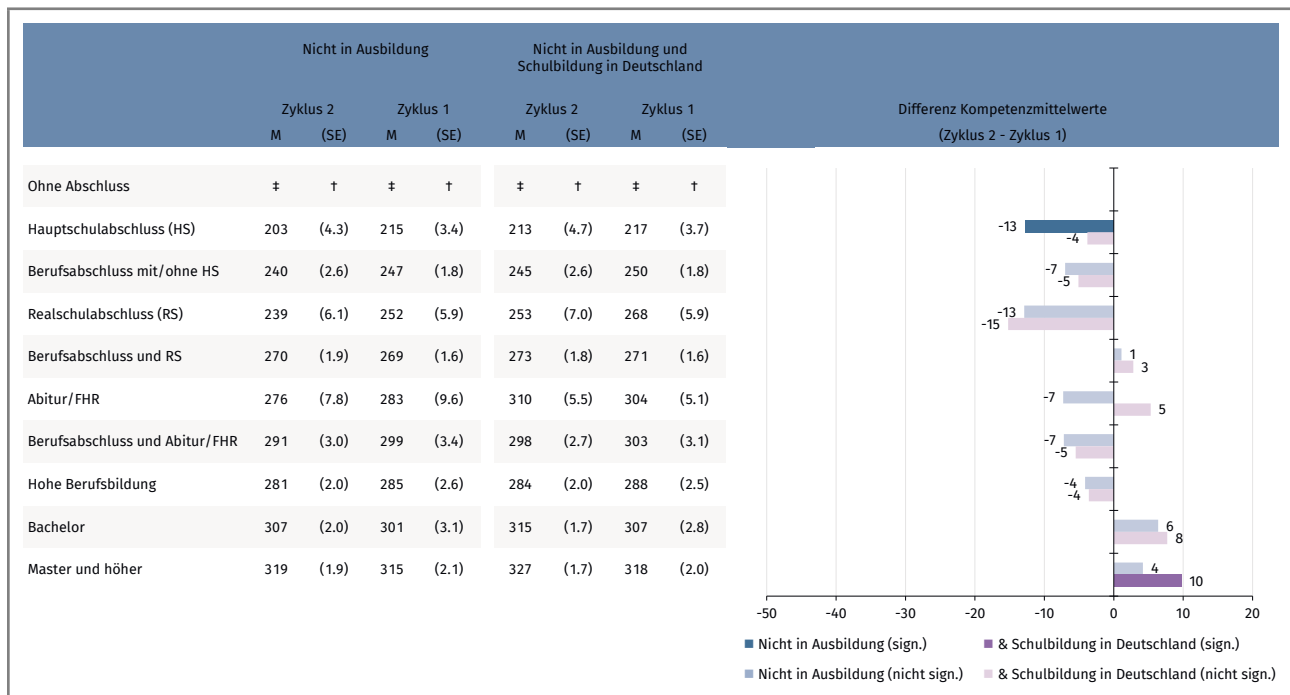 Nicht in Ausbildung
Nicht in Ausbildung und
Schulbildung in Deutschland
Zyklus 2 Zyklus 1 Zyklus 2 Zyklus 1 Differenz Kompetenzmittelwerte
M (SE) M (SE) M (SE) M (SE) (Zyklus 2 - Zyklus 1)
Ohne Abschluss ‡ † ‡ † ‡ † ‡ †
Hauptschulabschluss (HS) 203 (4.3) 215 (3.4) 213 (4.7) 217 (3.7) -13
-4
Berufsabschluss mit/ohne HS 240 (2.6) 247 (1.8) 245 (2.6) 250 (1.8) -7
-5
Realschulabschluss (RS) 239 (6.1) 252 (5.9) 253 (7.0) 268 (5.9) -13
-15
Berufsabschluss und RS 270 (1.9) 269 (1.6) 273 (1.8) 271 (1.6) 1
3
Abitur/FHR 276 (7.8) 283 (9.6) 310 (5.5) 304 (5.1) -7
5
Berufsabschluss und Abitur/FHR 291 (3.0) 299 (3.4) 298 (2.7) 303 (3.1) -7
-5
Hohe Berufsbildung 281 (2.0) 285 (2.6) 284 (2.0) 288 (2.5) -4
-4
Bachelor 307 (2.0) 301 (3.1) 315 (1.7) 307 (2.8) 6
8
Master und höher 319 (1.9) 315 (2.1) 327 (1.7) 318 (2.0) 4
10
-50 -40 -30 -20 -10 0 10 20
Nicht in Ausbildung (sign.) & Schulbildung in Deutschland (sign.)
Nicht in Ausbildung (nicht sign.) & Schulbildung in Deutschland (nicht sign.)